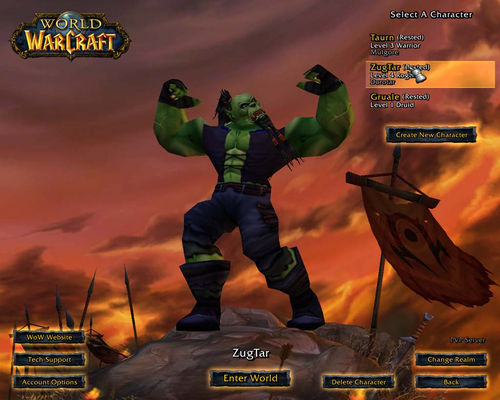 WORLD
OF
WARCRAFT
Select A Character
Taurn (Rested)
Level 3 Warrior
Mulgore
ZugTar (Rested)
Level 4 Rogue
Durotar
Gruale (Rested)
Level 1 Druid
Create New Character
WoW Website
Tech Support
Account Options
ZugTar
Enter World
Delete Character
Server
Change Realm
Back